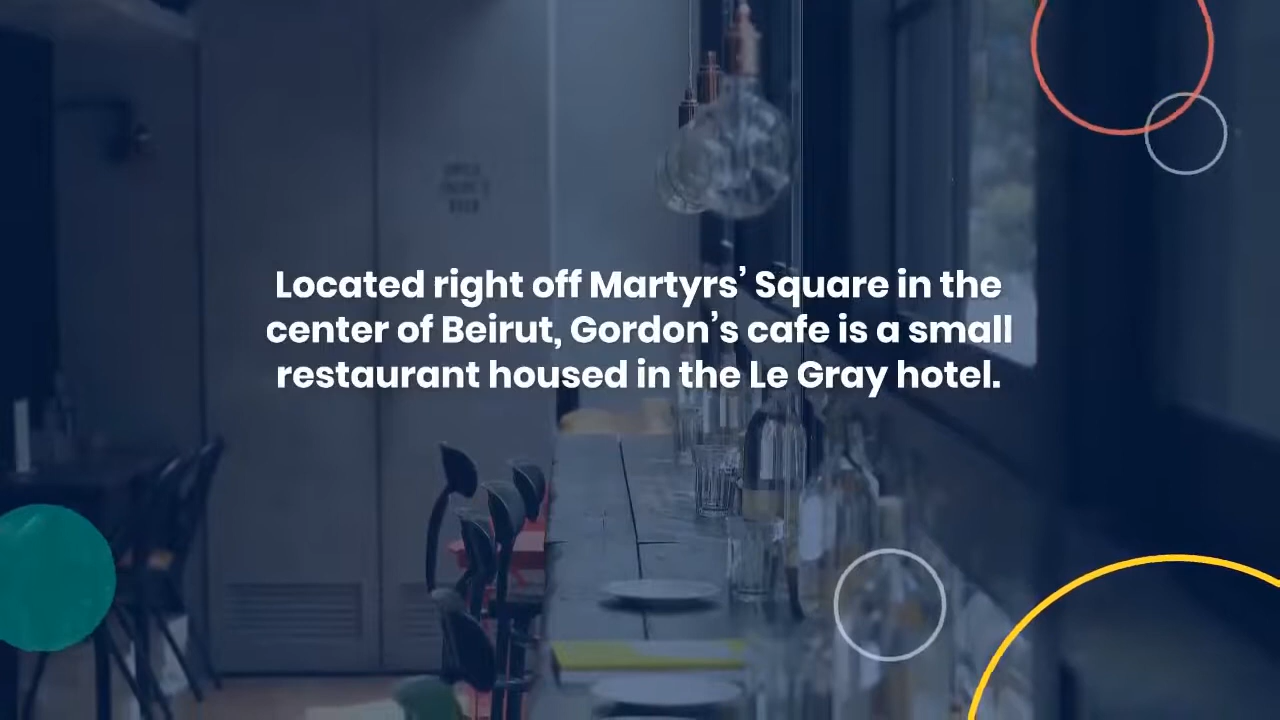 Located right off Martyrs’ Square in the
center of Beirut, Gordon’s cafe is a small
restaurant housed in the Le Gray hotel.